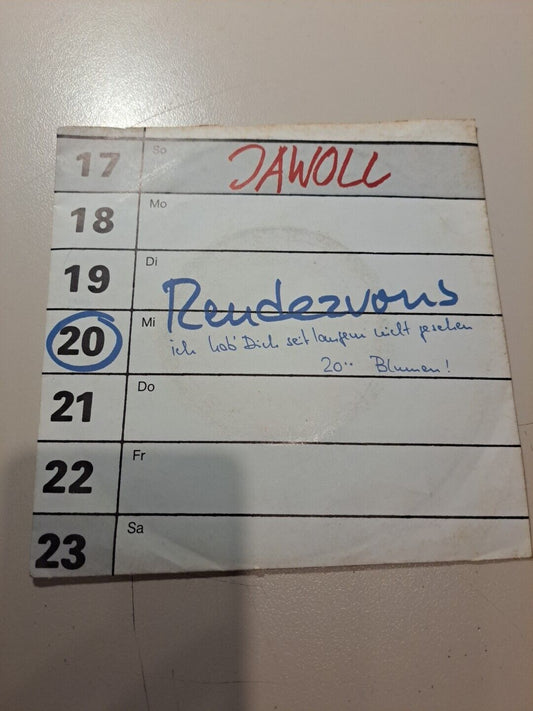 17 So JAWOLL
18 Mo
19 Di
Rendezvous
20 Mi ich hab' Dich seit langem nicht gesehen
20°° Blumen!
21 Do
22 Fr
23 Sa